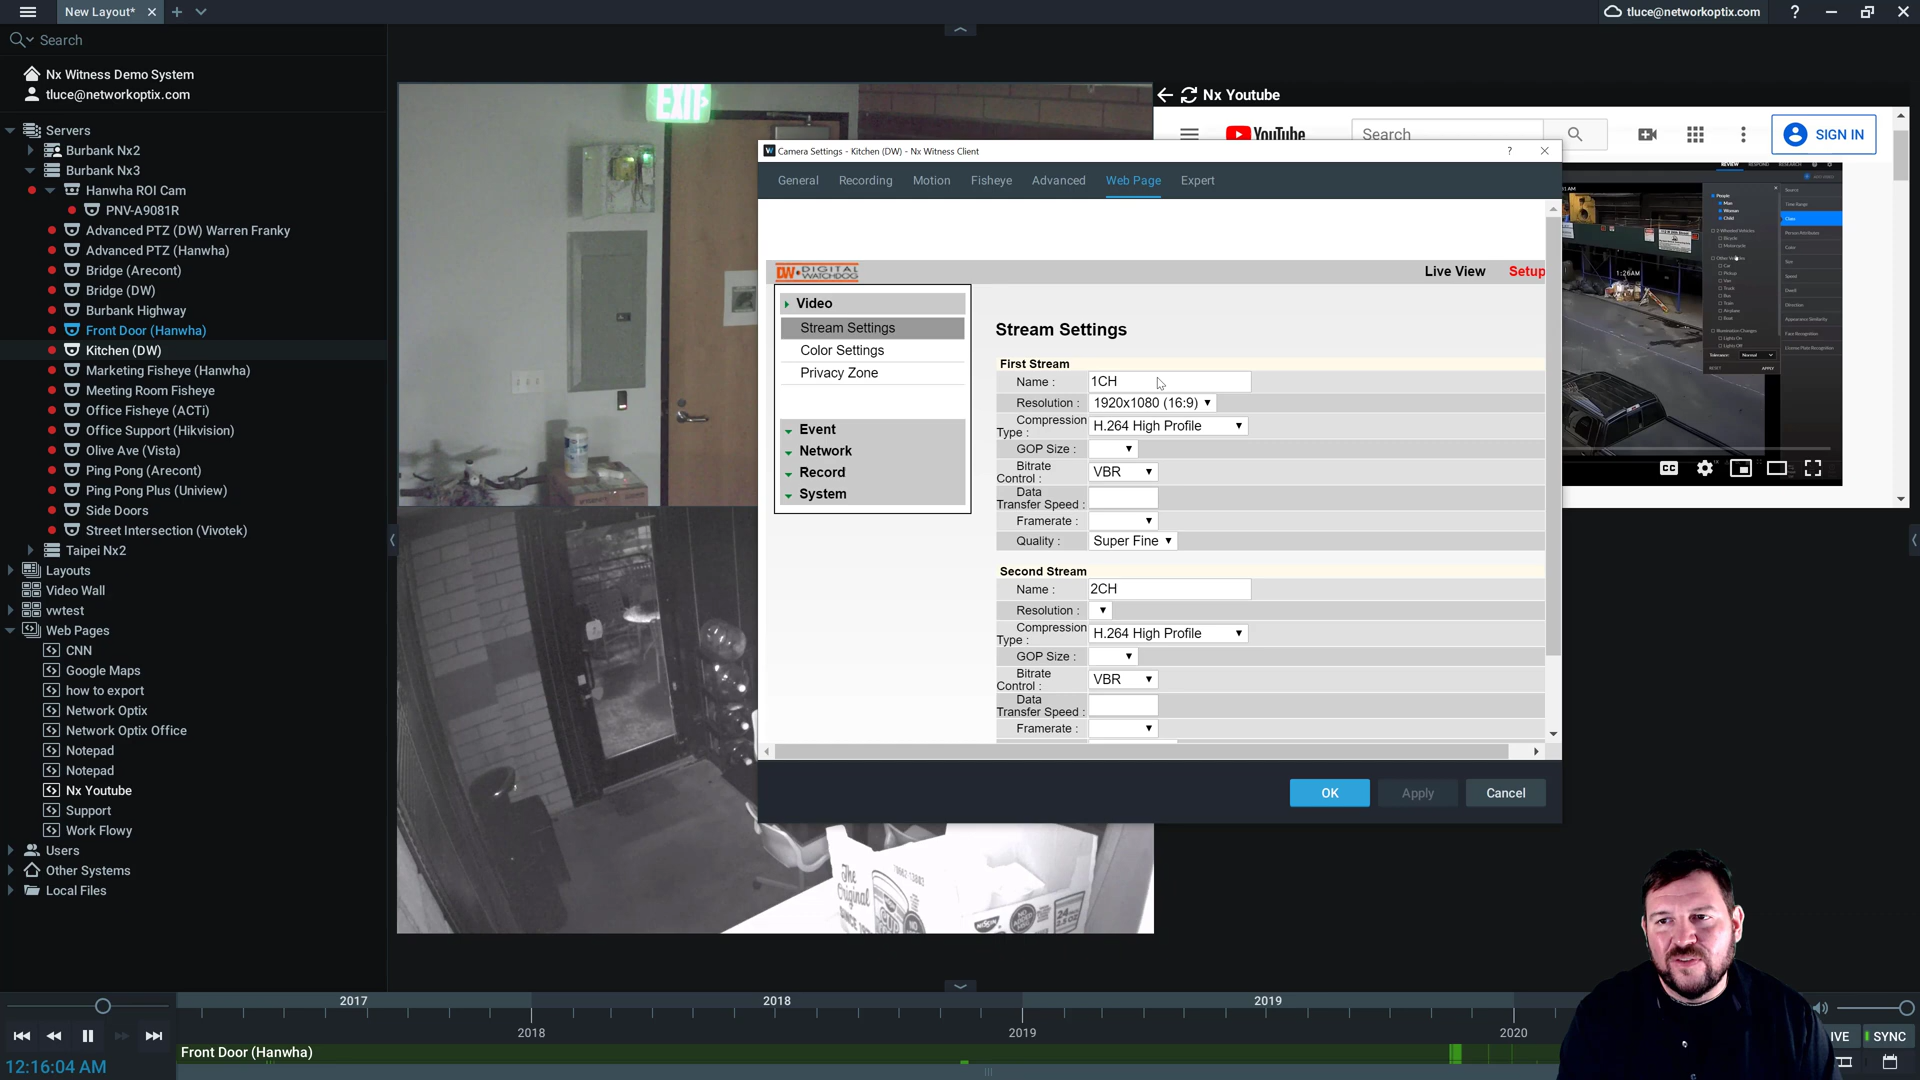 New Layout*
tluce@networkoptix.com
?
Search
Nx Witness Demo System
tluce@networkoptix.com
Servers
Burbank Nx2
Burbank Nx3
Hanwha ROI Cam
PNV-A9081R
Advanced PTZ (DW) Warren Franky
Advanced PTZ (Hanwha)
Bridge (Arecont)
Bridge (DW)
Burbank Highway
Front Door (Hanwha)
Kitchen (DW)
Marketing Fisheye (Hanwha)
Meeting Room Fisheye
Office Fisheye (ACTi)
Office Support (Hikvision)
Olive Ave (Vista)
Ping Pong (Arecont)
Ping Pong Plus (Uniview)
Side Doors
Street Intersection (Vivotek)
Taipei Nx2
Layouts
Video Wall
vwtest
Web Pages
CNN
Google Maps
how to export
Network Optix
Network Optix Office
Notepad
Notepad
Nx Youtube
Support
Work Flowy
Users
Other Systems
Local Files
EXIT
Nx Youtube
YouTube
Search
SIGN IN
1:26AM
CC
Camera Settings - Kitchen (DW) - Nx Witness Client
?
General Recording Motion Fisheye Advanced Web Page Expert
DW DIGITAL WATCHDOG
Live View Setup
Video
Stream Settings
Color Settings
Privacy Zone
Event
Network
Record
System
Stream Settings
First Stream
Name : 1CH
Resolution : 1920x1080 (16:9)
Compression Type : H.264 High Profile
GOP Size :
Bitrate Control : VBR
Data Transfer Speed :
Framerate :
Quality : Super Fine
Second Stream
Name : 2CH
Resolution :
Compression Type : H.264 High Profile
GOP Size :
Bitrate Control : VBR
Data Transfer Speed :
Framerate :
OK Apply Cancel
The Original
2017 2018 2019
2018 2019 2020
Front Door (Hanwha)
12:16:04 AM
IVE SYNC